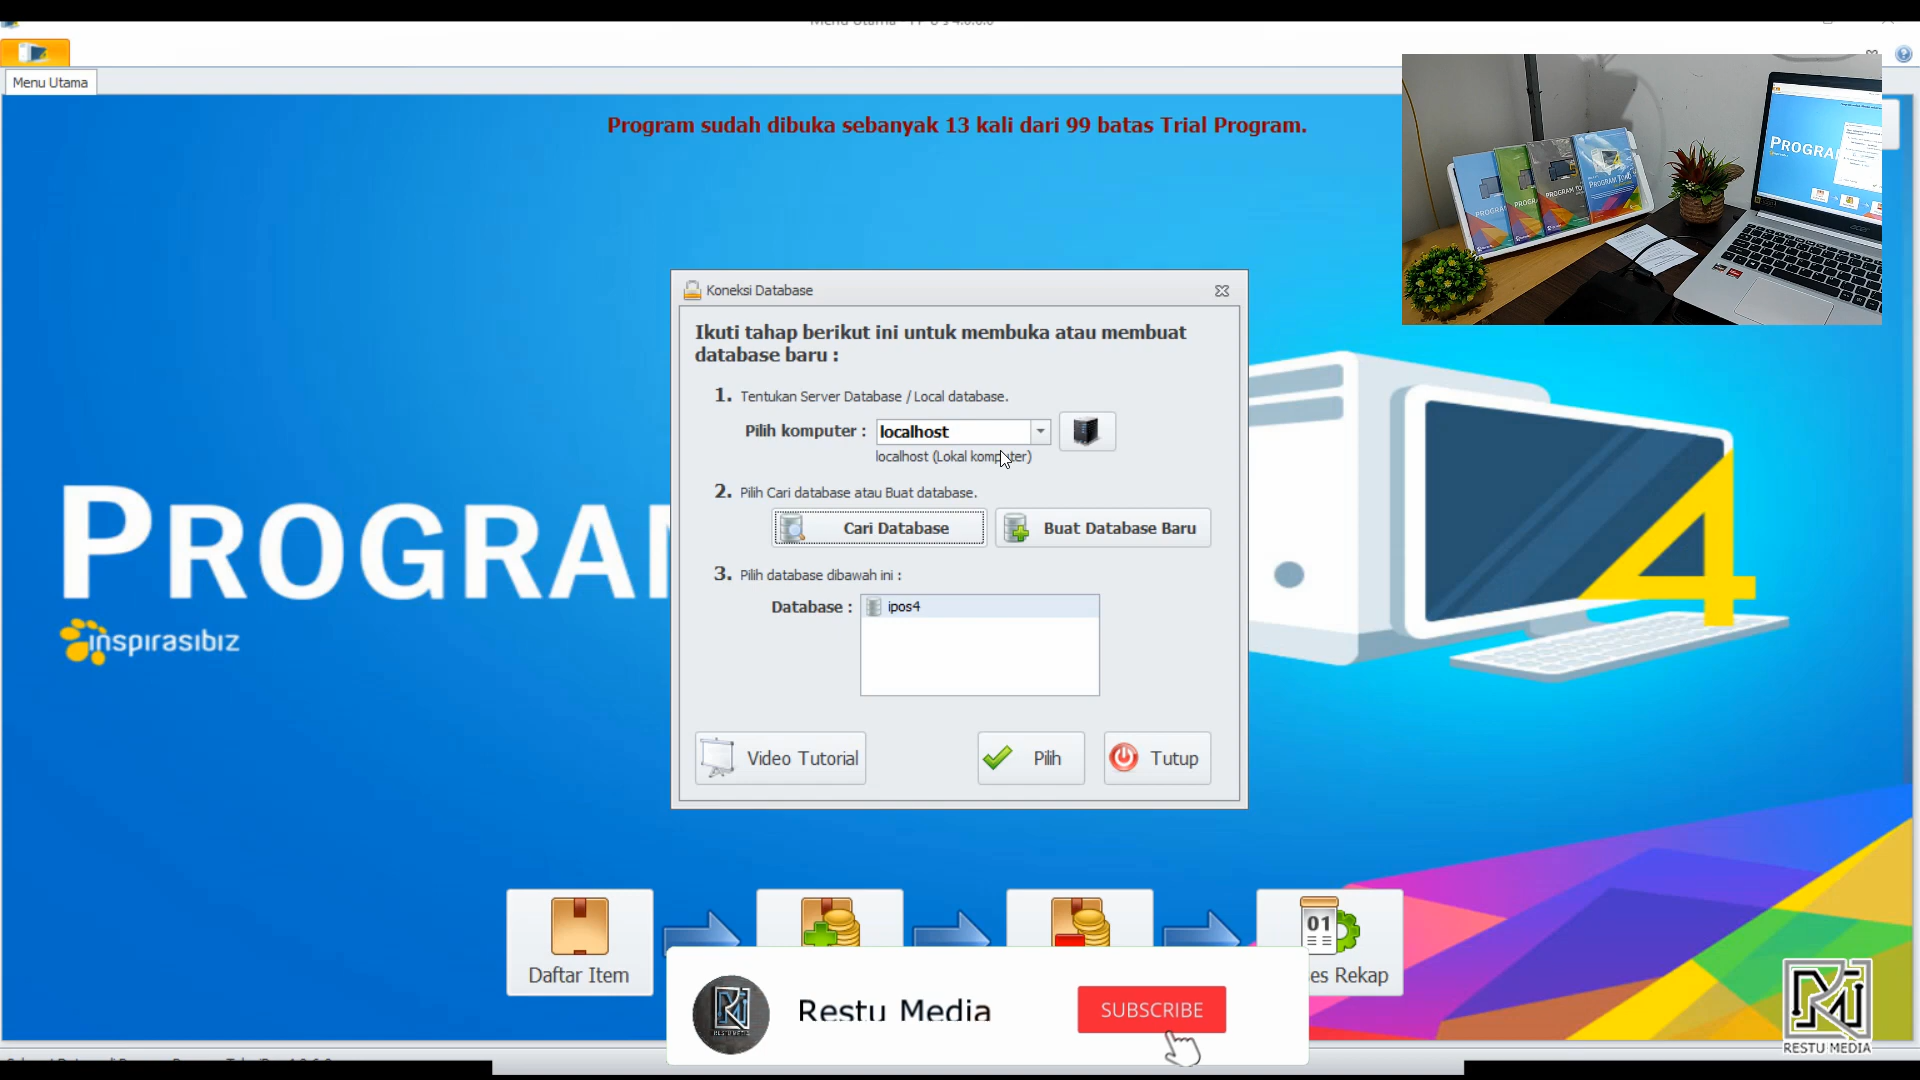 Menu Utama
Program sudah dibuka sebanyak 13 kali dari 99 batas Trial Program.
Koneksi Database
Ikuti tahap berikut ini untuk membuka atau membuat
database baru :
1. Tentukan Server Database / Local database.
Pilih komputer : localhost
localhost (Lokal komputer)
2. Pilih Cari database atau Buat database.
Cari Database Buat Database Baru
3. Pilih database dibawah ini :
Database : ipos4
Video Tutorial Pilih Tutup
PROGRAM
4
inspirasibiz
PROGRAM
Daftar Item
es Rekap
01
Restu Media
SUBSCRIBE
RESTU MEDIA